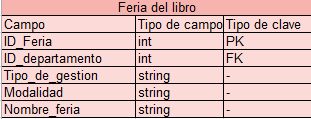 Feria del libro
Campo Tipo de campo Tipo de clave
ID_Feria int PK
ID_departamento int FK
Tipo_de_gestion string -
Modalidad string -
Nombre_feria string -